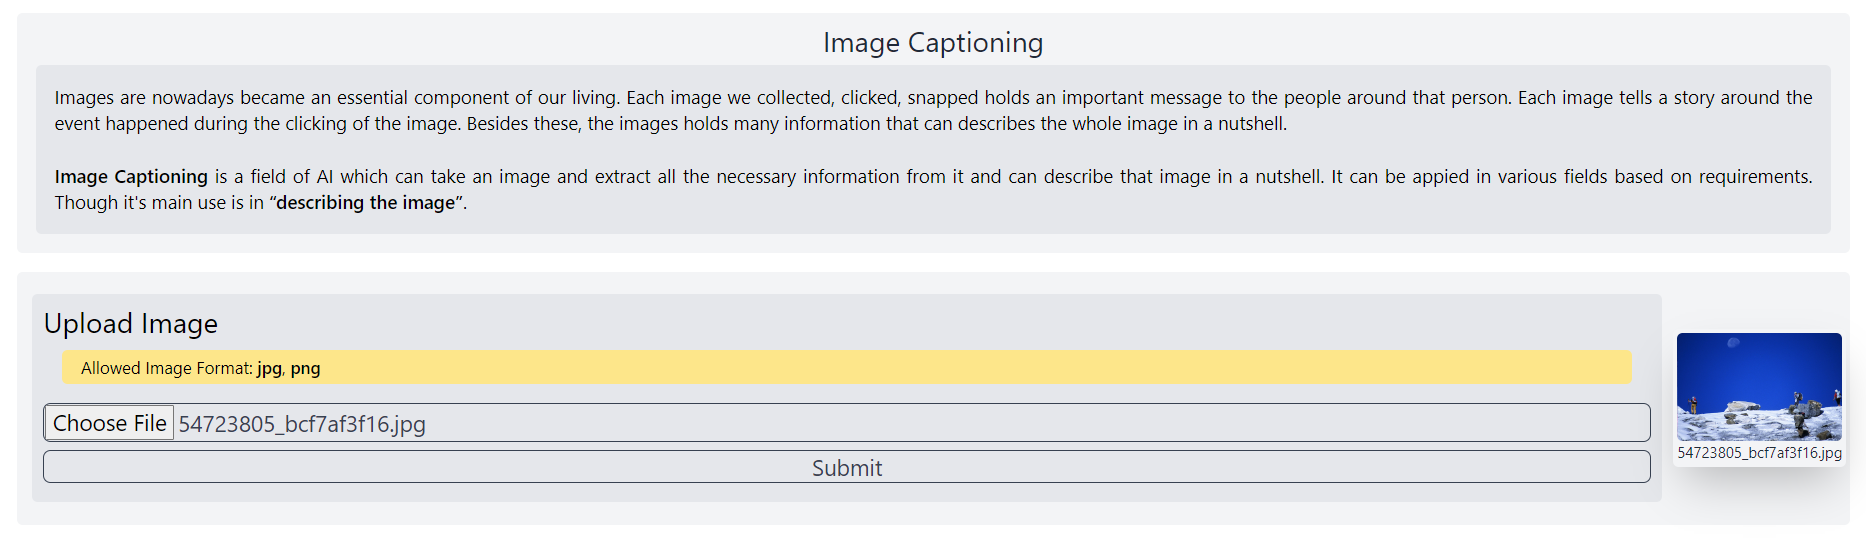 Image Captioning
Images are nowadays became an essential component of our living. Each image we collected, clicked, snapped holds an important message to the people around that person. Each image tells a story around the
event happened during the clicking of the image. Besides these, the images holds many information that can describes the whole image in a nutshell.
Image Captioning is a field of AI which can take an image and extract all the necessary information from it and can describe that image in a nutshell. It can be appied in various fields based on requirements.
Though it's main use is in “describing the image”.
Upload Image
Allowed Image Format: jpg, png
Choose File 54723805_bcf7af3f16.jpg
Submit
54723805_bcf7af3f16.jpg